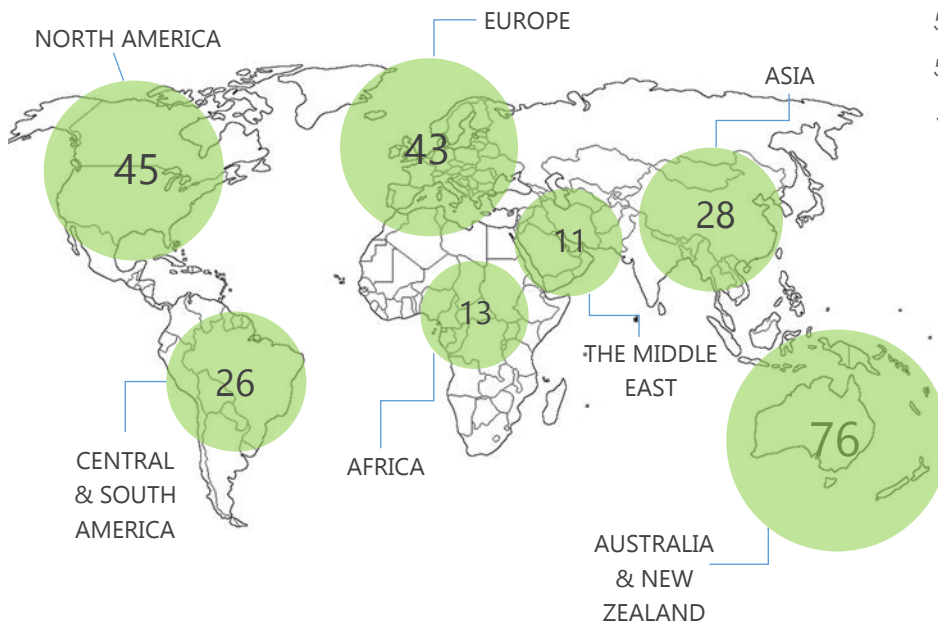 EUROPE
NORTH AMERICA
ASIA
45
43
28
11
13
26
THE MIDDLE
EAST
76
CENTRAL
& SOUTH
AMERICA
AFRICA
AUSTRALIA
& NEW
ZEALAND